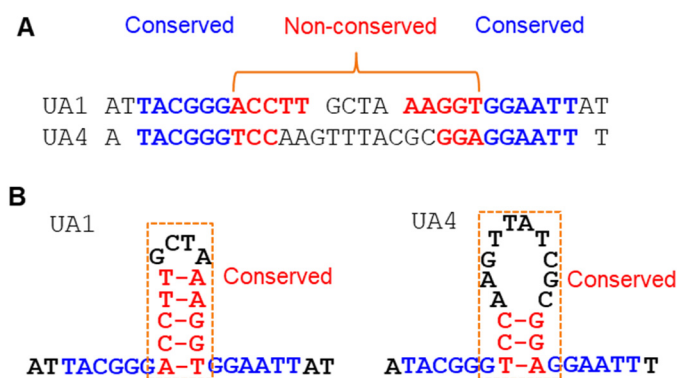 A
Conserved Non-conserved Conserved
UA1 ATTACGGGACCTT GCTA AAGGTGGAATTAT
UA4 A TACGGGTCCAAGTTTACGCGGAGGAATT T
B
UA1
GCTA
T-A
T-A
C-G
C-G
ATTACGGGA-TGGAATTAT
Conserved
UA4
AAGTTATCGC
C-G
C-G
ATACGGGT-AGGAATTT
Conserved